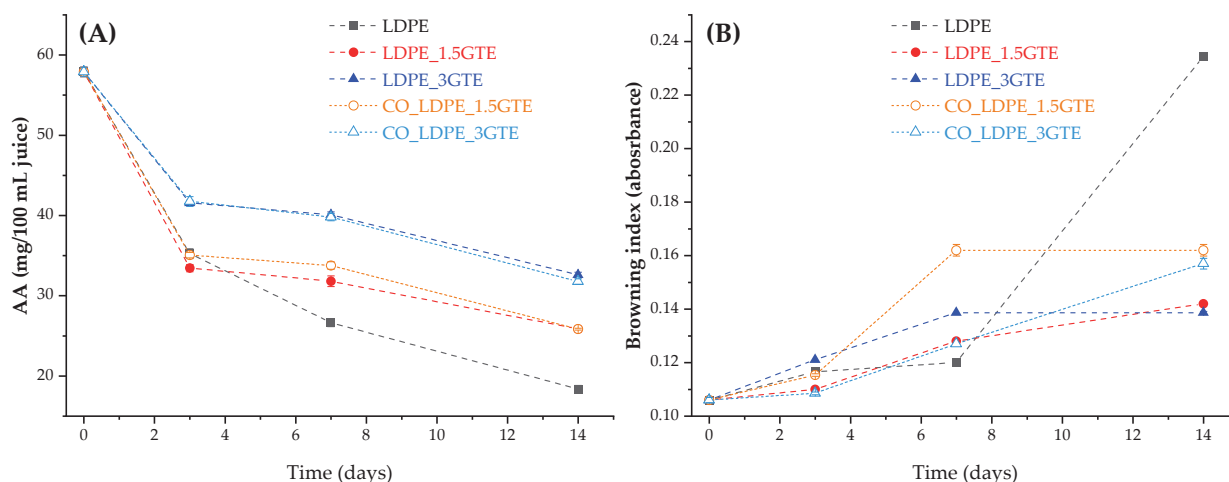 (A)
LDPE
LDPE_1.5GTE
LDPE_3GTE
CO_LDPE_1.5GTE
CO_LDPE_3GTE
60
50
40
30
20
0 2 4 6 8 10 12 14
AA (mg/100 mL juice)
Time (days)
(B)
LDPE
LDPE_1.5GTE
LDPE_3GTE
CO_LDPE_1.5GTE
CO_LDPE_3GTE
0.24
0.22
0.20
0.18
0.16
0.14
0.12
0.10
0 2 4 6 8 10 12 14
Browning index (abosrbance)
Time (days)